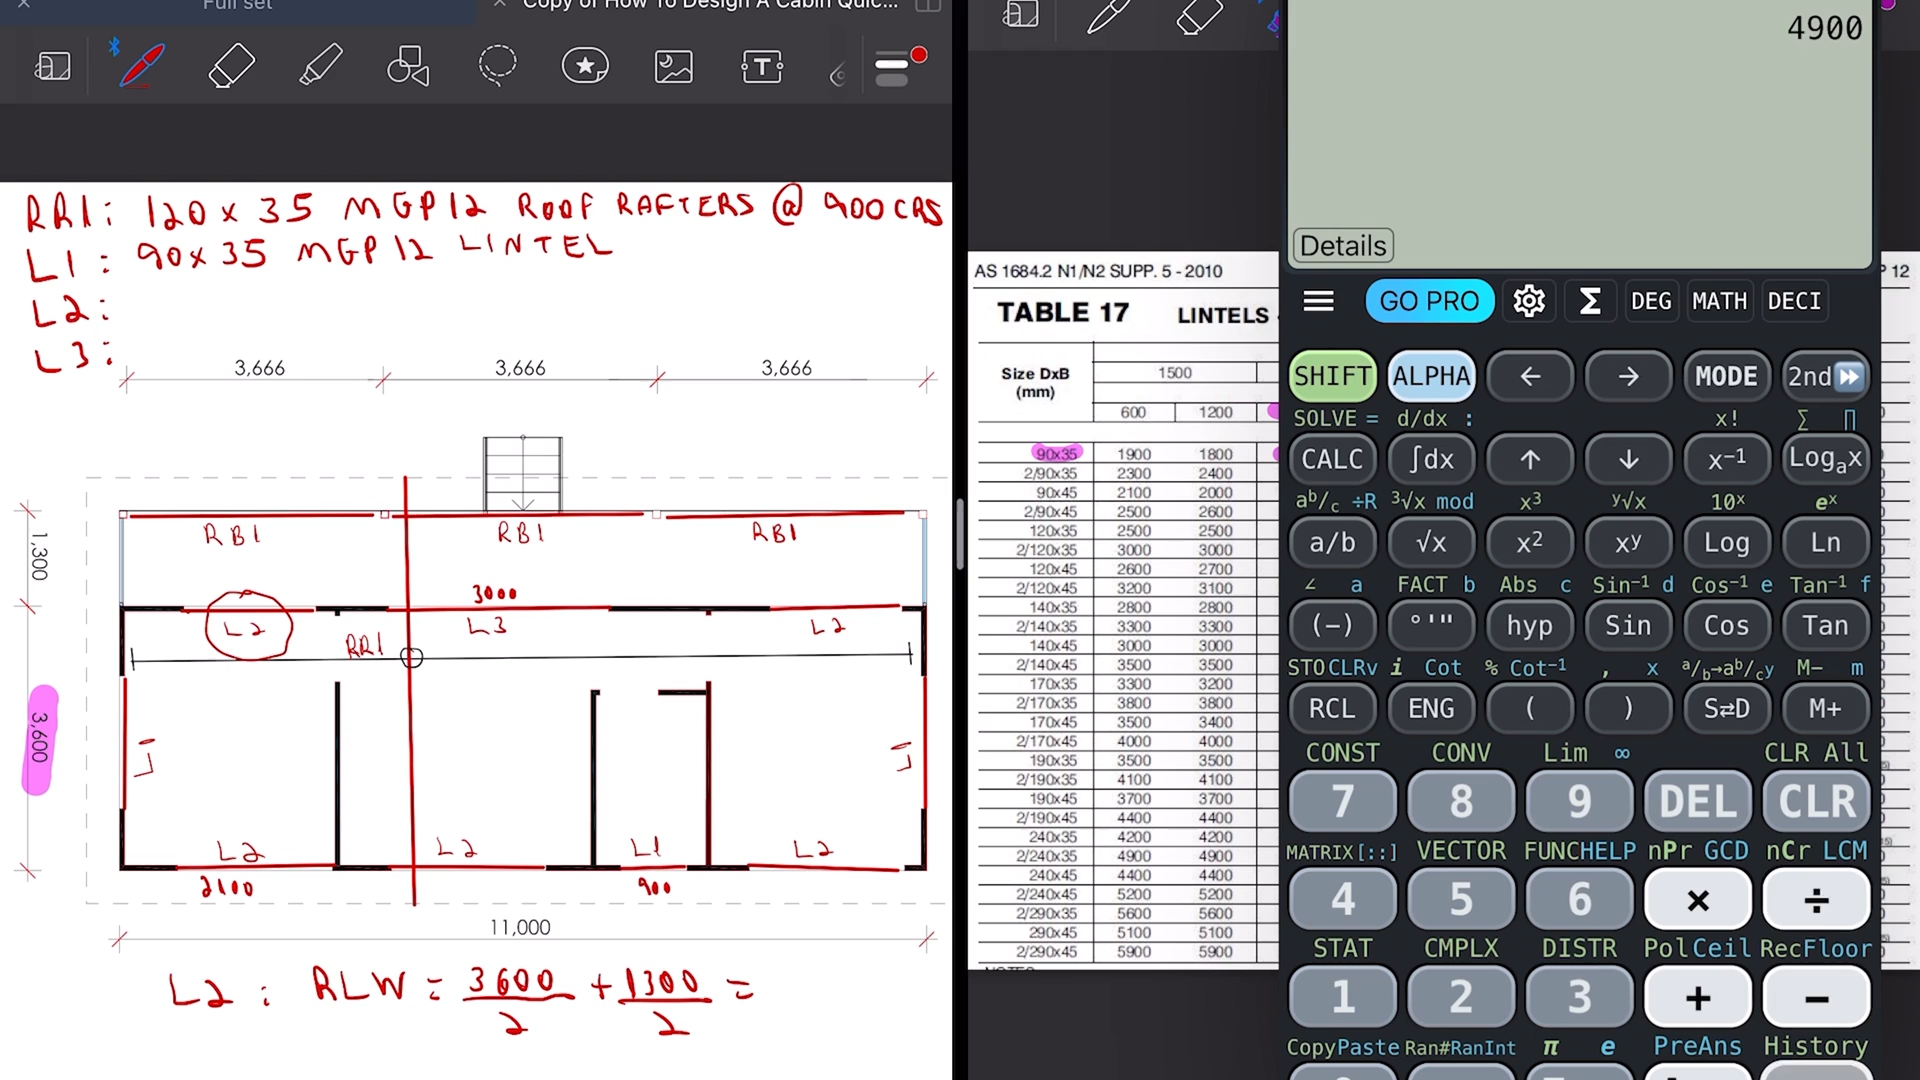 Full set
Copy of How To Design A Cabin Quic...
RR1: 120 x 35 MGP12 ROOF RAFTERS @ 900 CRS
L1: 90x35 MGP12 LINTEL
L2:
L3:
3,666 3,666 3,666
1,300
RB1 RB1 RB1
3000
L2 L3 L2
RR1
3,600
L1 L1
L2 L2 L1 L2
2100 900
11,000
L2: RLW = 3600/2 + 1300/2 =
AS 1684.2 N1/N2 SUPP. 5 - 2010
P 12
TABLE 17 LINTELS
Size DxB
(mm)
1500
600 1200
90x35 1900 1800
2/90x35 2300 2400
90x45 2100 2000
2/90x45 2500 2600
120x35 2500 2500
2/120x35 3000 3000
120x45 2600 2700
2/120x45 3200 3100
140x35 2800 2800
2/140x35 3300 3300
140x45 3000 3000
2/140x45 3500 3500
170x35 3300 3200
2/170x35 3800 3800
170x45 3500 3400
2/170x45 4000 4000
190x35 3500 3500
2/190x35 4100 4100
190x45 3700 3700
2/190x45 4400 4400
240x35 4200 4200
2/240x35 4900 4900
240x45 4400 4400
2/240x45 5200 5200
2/290x35 5600 5600
290x45 5100 5100
2/290x45 5900 5900
4900
Details
GO PRO Σ DEG MATH DECI
SHIFT ALPHA ← → MODE 2nd
SOLVE = d/dx : x! ∑ ∏
CALC ∫dx ↑ ↓ x⁻¹ Logₐx
aᵇ/c ÷R ³√x mod x³ ʸ√x 10ˣ eˣ
a/b √x x² xʸ Log Ln
∠ a FACT b Abs c Sin⁻¹ d Cos⁻¹ e Tan⁻¹ f
(−) °'" hyp Sin Cos Tan
STO CLRv i Cot % Cot⁻¹ , x a/b→aᵇ/c y M− m
RCL ENG ( ) S⇄D M+
CONST CONV Lim ∞ CLR All
7 8 9 DEL CLR
MATRIX[::] VECTOR FUNC HELP nPr GCD nCr LCM
4 5 6 × ÷
STAT CMPLX DISTR Pol Ceil Rec Floor
1 2 3 + −
Copy Paste Ran# RanInt π e PreAns History